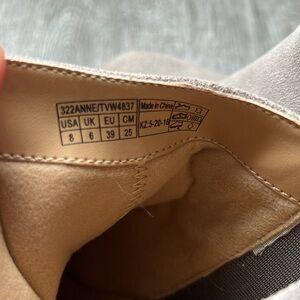 322ANNE/TVW4837
USA UK EU CM
8 6 39 25
Made in China
KZ.5-20-16